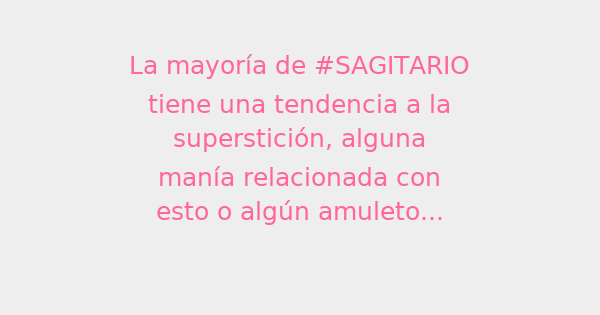 La mayoría de #SAGITARIO
tiene una tendencia a la
superstición, alguna
manía relacionada con
esto o algún amuleto...